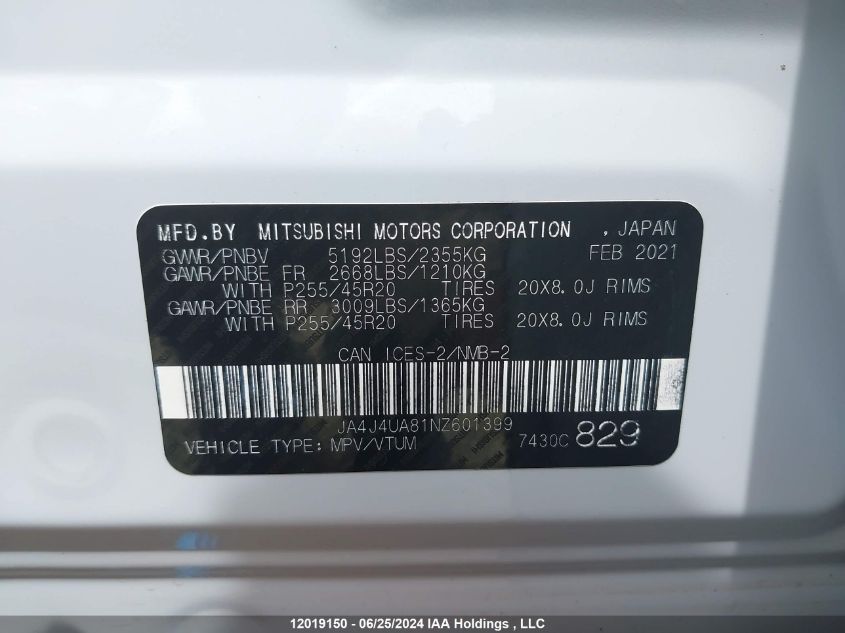 MFD.BY MITSUBISHI MOTORS CORPORATION , JAPAN
GVWR/PNBV 5192LBS/2355KG FEB 2021
GAWR/PNBE FR 2668LBS/1210KG
WITH P255/45R20 TIRES 20X8.0J RIMS
GAWR/PNBE RR 3009LBS/1365KG
WITH P255/45R20 TIRES 20X8.0J RIMS
CAN ICES-2/NMB-2
JA4J4UA81NZ601399
VEHICLE TYPE: MPV/VTUM 7430C 829
12019150 - 06/25/2024 IAA Holdings , LLC